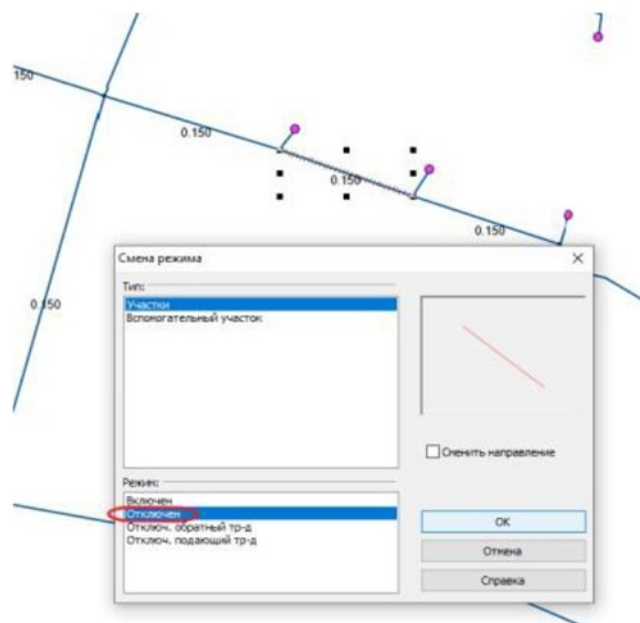 150
0.150
0.150
0.150
0.150
Смена режима
Тип:
Участки
Вспомогательный участок
Сменить направление
Режим:
Включен
Отключен
Отключ. обратный тр-д
Отключ. подающий тр-д
ОК
Отмена
Справка